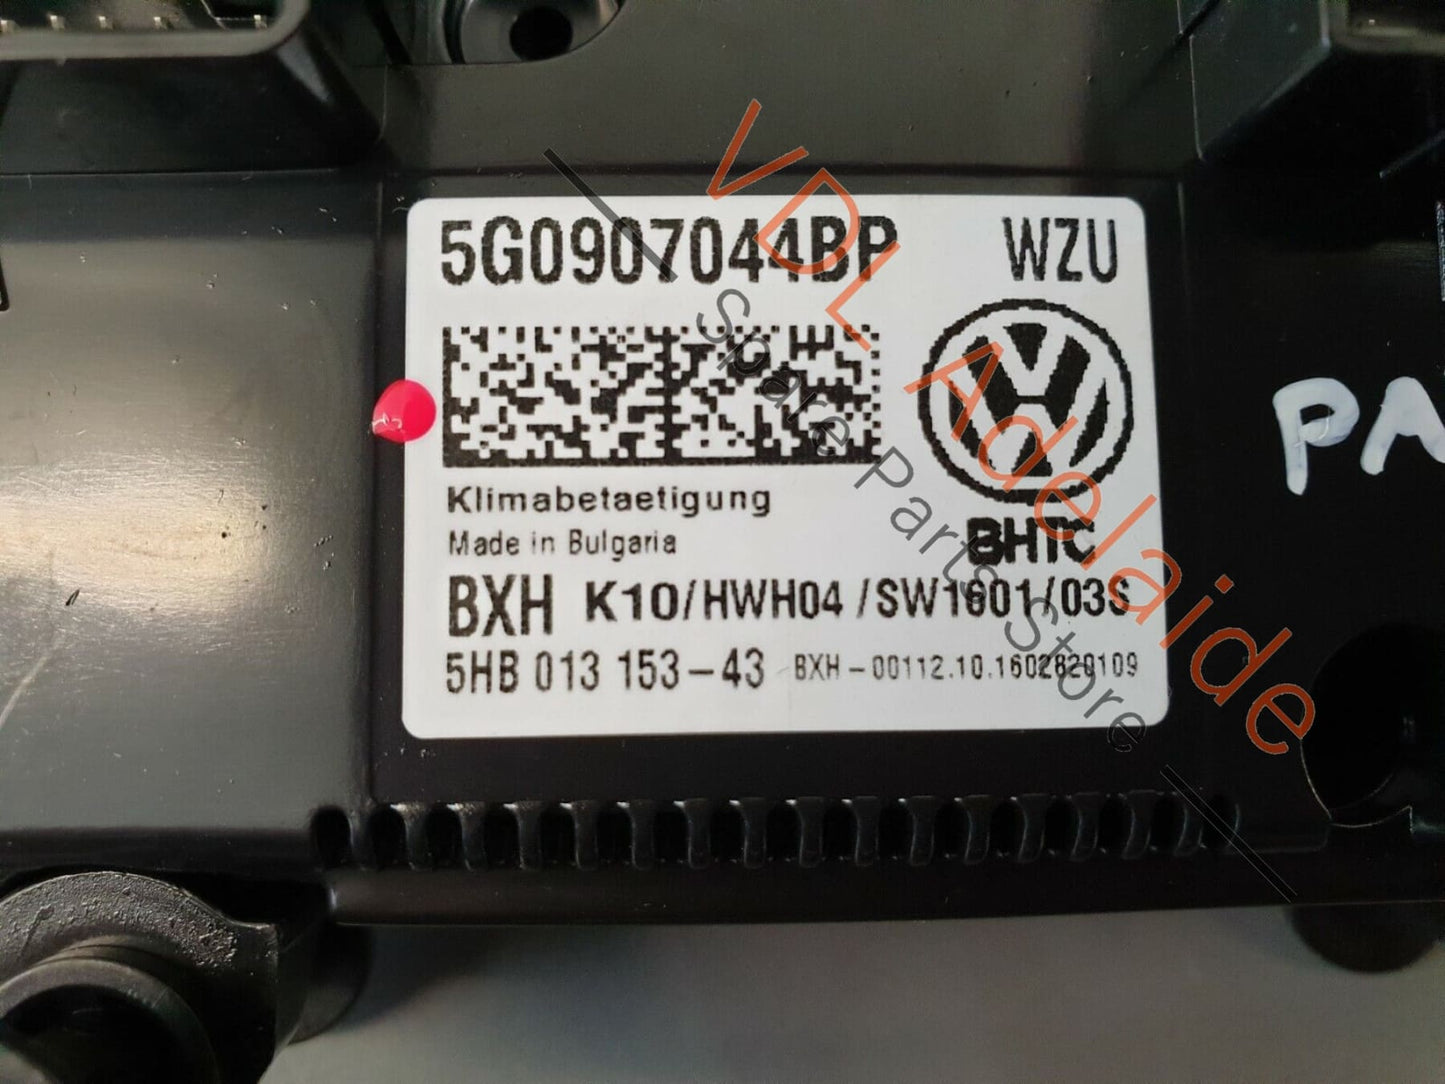 5G0907044BP WZU
Klimabetaetigung
Made in Bulgaria
BHTC
BXH K10/HWH04/SW1601/03S
5HB 013 153-43 BXH-00112.10.1602820109
VDL Adelaide
Spare Parts Store
PA